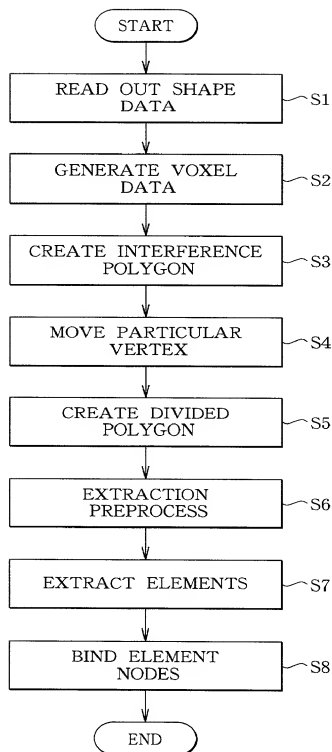 START
READ OUT SHAPE
DATA
S1
GENERATE VOXEL
DATA
S2
CREATE INTERFERENCE
POLYGON
S3
MOVE PARTICULAR
VERTEX
S4
CREATE DIVIDED
POLYGON
S5
EXTRACTION
PREPROCESS
S6
EXTRACT ELEMENTS
S7
BIND ELEMENT
NODES
S8
END